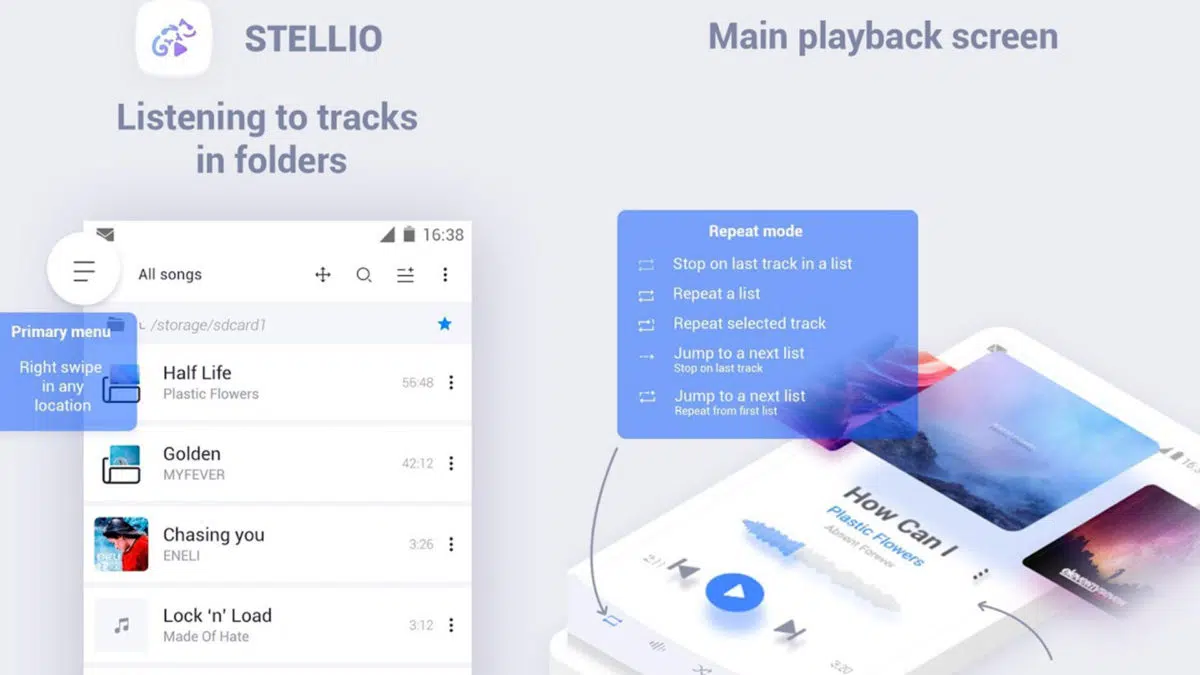 STELLIO
Listening to tracks
in folders
16:38
All songs
Primary menu
Right swipe
in any
location
/storage/sdcard1
Half Life
Plastic Flowers
56:48
Golden
MYFEVER
42:12
Chasing you
ENELI
3:26
Lock ‘n’ Load
Made Of Hate
3:12
Main playback screen
Repeat mode
Stop on last track in a list
Repeat a list
Repeat selected track
Jump to a next list
Stop on last track
Jump to a next list
Repeat from first list
How Can I
Plastic Flowers
Absent Forever
elevenyseven
3:20